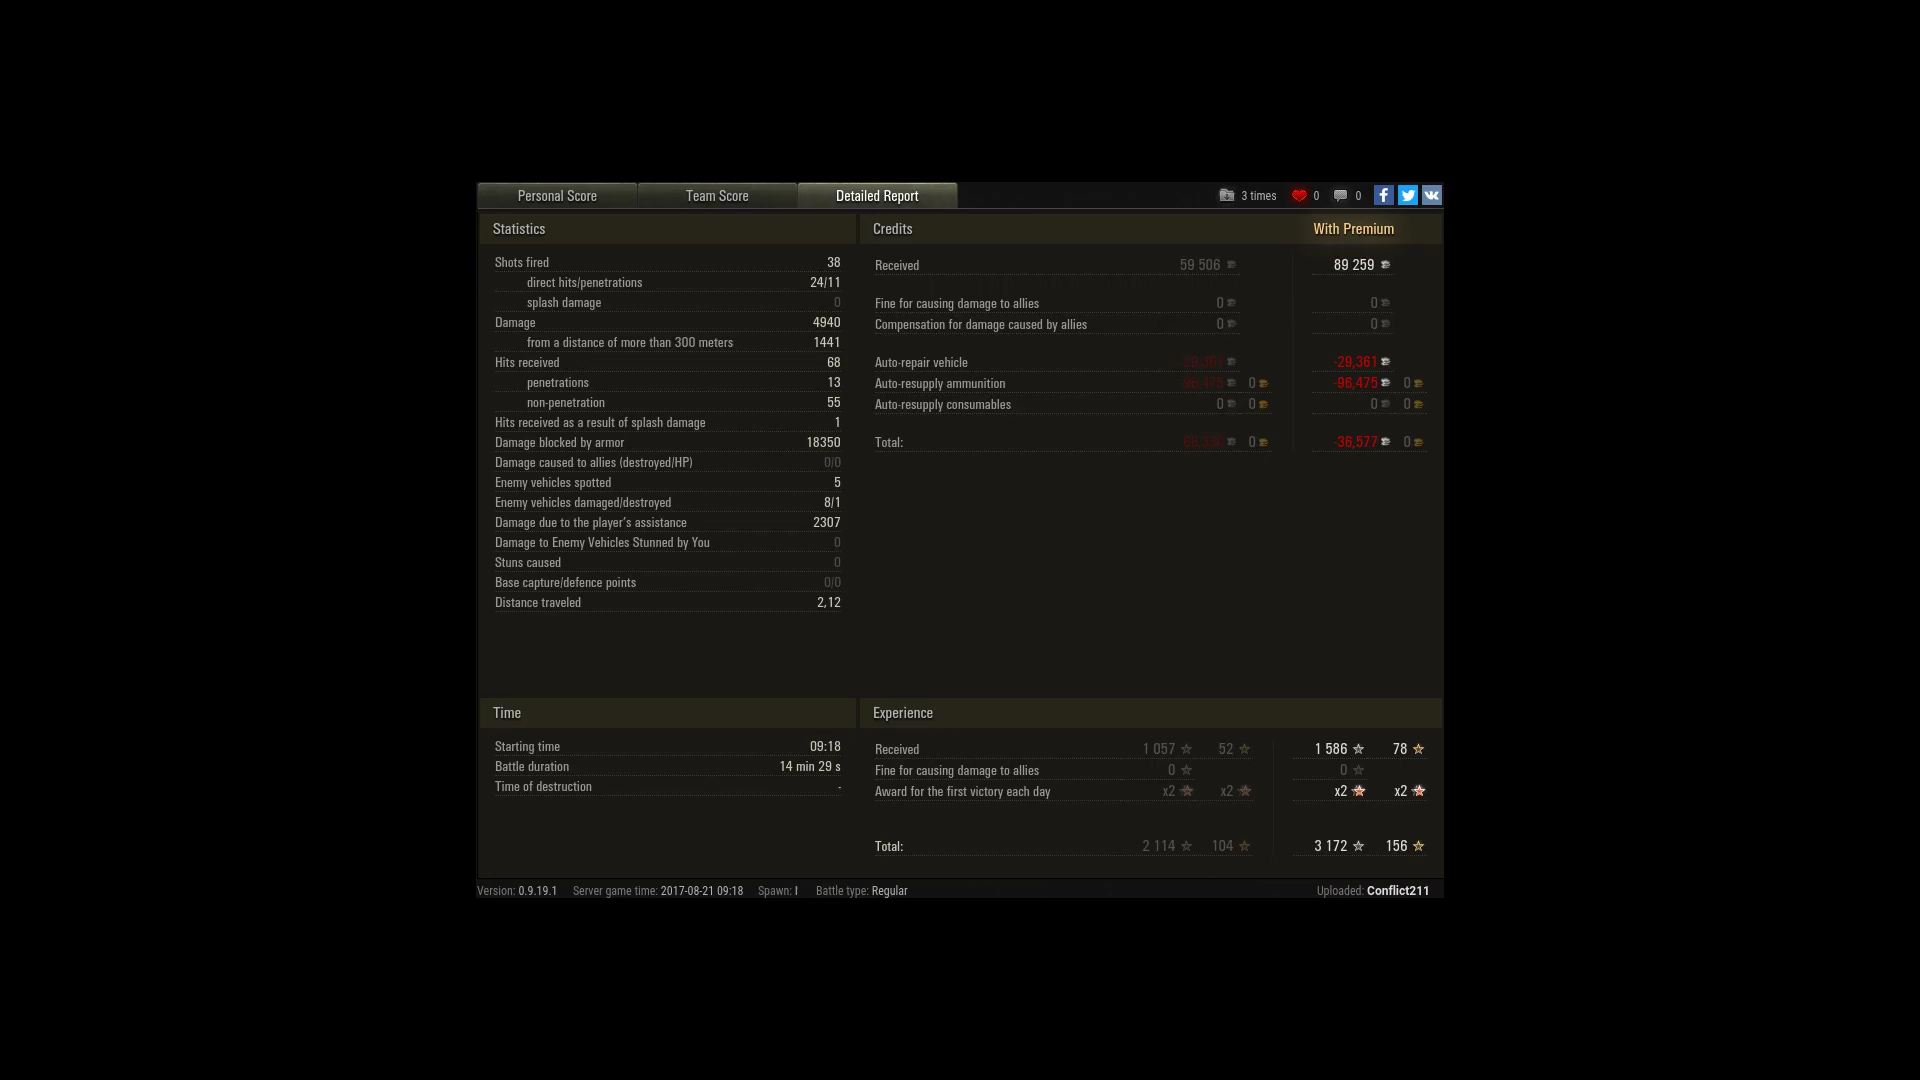 Personal Score Team Score Detailed Report 3 times 0 0
Statistics
Shots fired 38
direct hits/penetrations 24/11
splash damage 0
Damage 4940
from a distance of more than 300 meters 1441
Hits received 68
penetrations 13
non-penetration 55
Hits received as a result of splash damage 1
Damage blocked by armor 18350
Damage caused to allies (destroyed/HP) 0/0
Enemy vehicles spotted 5
Enemy vehicles damaged/destroyed 8/1
Damage due to the player's assistance 2307
Damage to Enemy Vehicles Stunned by You 0
Stuns caused 0
Base capture/defence points 0/0
Distance traveled 2,12
Credits With Premium
Received 59 506 89 259
Fine for causing damage to allies 0 0
Compensation for damage caused by allies 0 0
Auto-repair vehicle -29,361
Auto-resupply ammunition -96,475 0 -96,475 0
Auto-resupply consumables 0 0 0 0
Total: 0 -36,577 0
Time
Starting time 09:18
Battle duration 14 min 29 s
Time of destruction -
Experience
Received 1 057 52 1 586 78
Fine for causing damage to allies 0 0
Award for the first victory each day x2 x2 x2 x2
Total: 2 114 104 3 172 156
Version: 0.9.19.1 Server game time: 2017-08-21 09:18 Spawn: I Battle type: Regular Uploaded: Conflict211